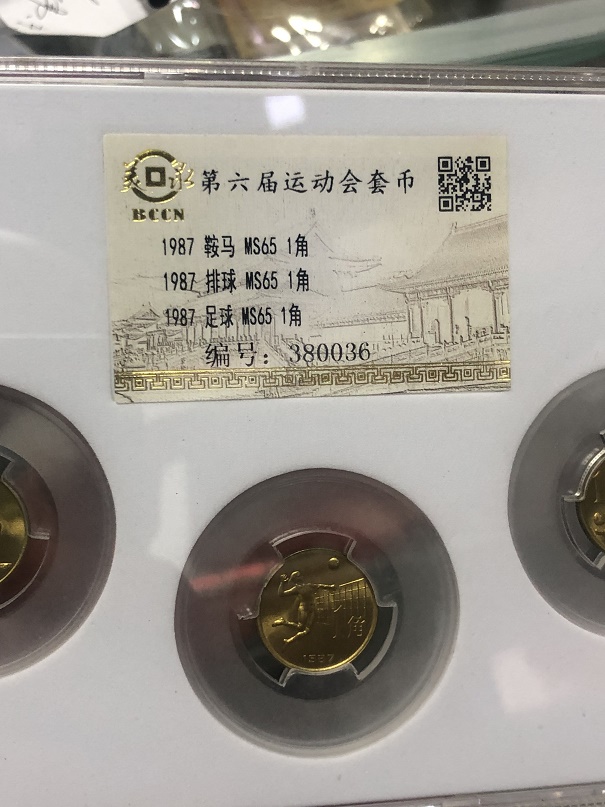 BCCN
第六届运动会套币
1987 鞍马 MS65 1角
1987 排球 MS65 1角
1987 足球 MS65 1角
编号：380036
角
1987